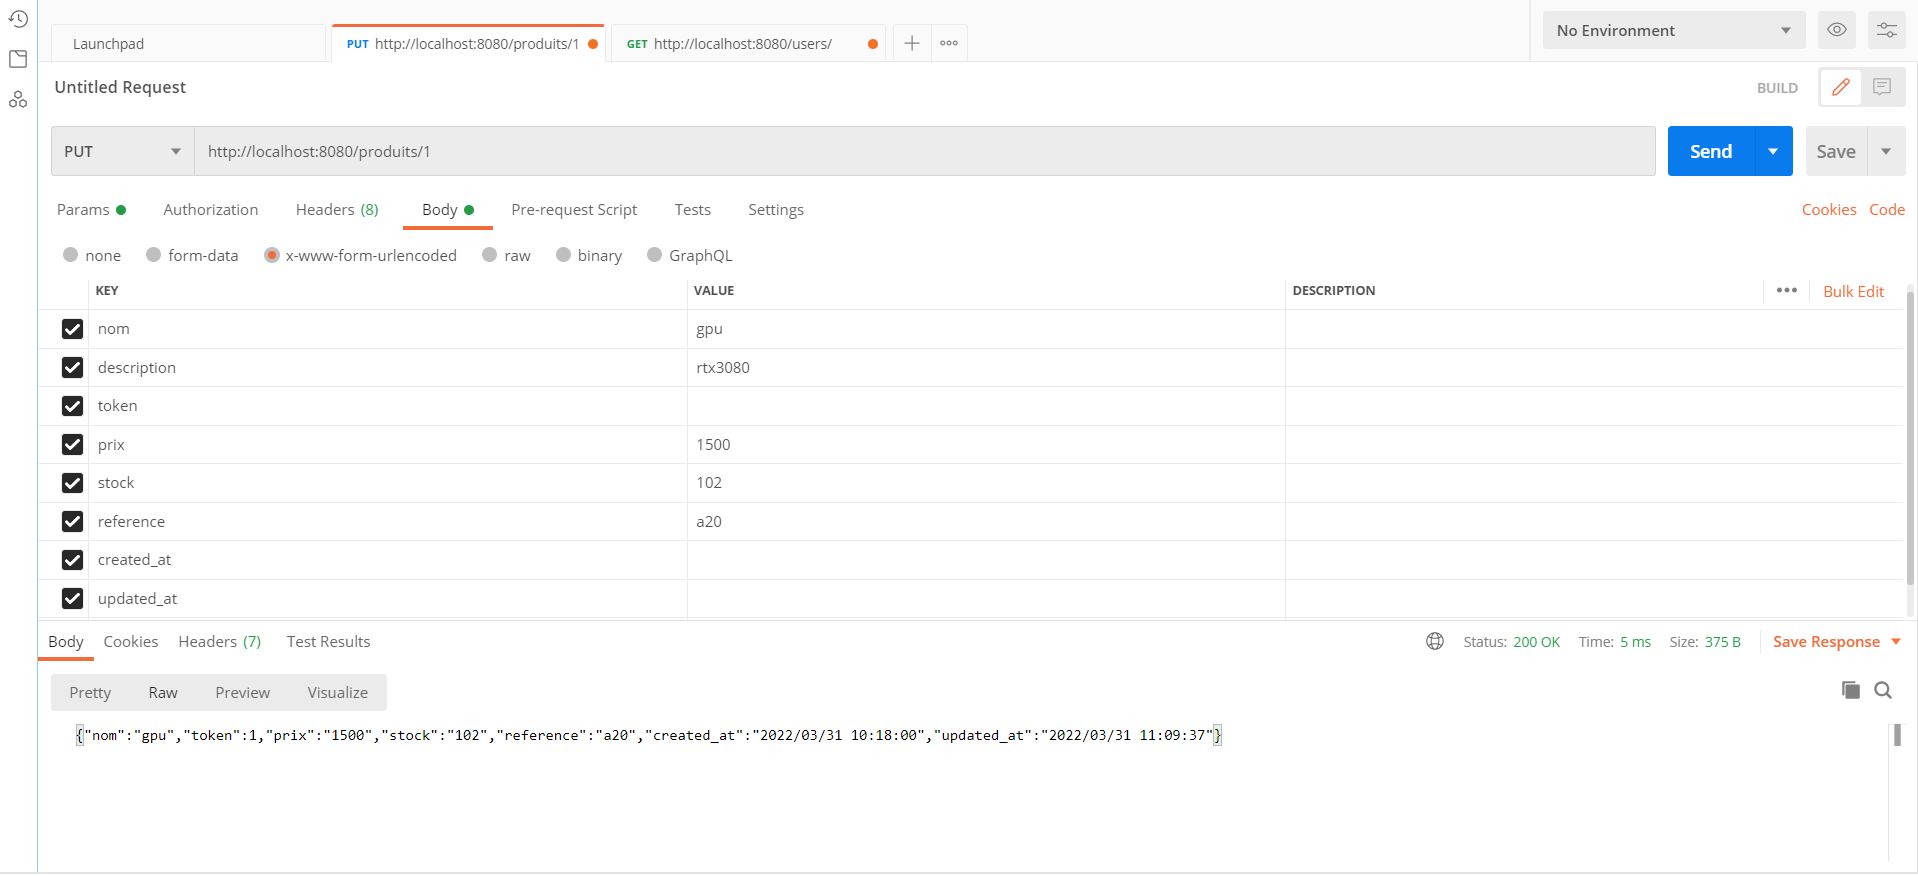 Launchpad
PUT http://localhost:8080/produits/1
GET http://localhost:8080/users/
No Environment
Untitled Request
BUILD
PUT
http://localhost:8080/produits/1
Send
Save
Params
Authorization
Headers (8)
Body
Pre-request Script
Tests
Settings
Cookies Code
none
form-data
x-www-form-urlencoded
raw
binary
GraphQL
KEY VALUE DESCRIPTION
Bulk Edit
nom gpu
description rtx3080
token
prix 1500
stock 102
reference a20
created_at
updated_at
Body Cookies Headers (7) Test Results
Status: 200 OK Time: 5 ms Size: 375 B
Save Response
Pretty Raw Preview Visualize
{"nom":"gpu","token":1,"prix":"1500","stock":"102","reference":"a20","created_at":"2022/03/31 10:18:00","updated_at":"2022/03/31 11:09:37"}